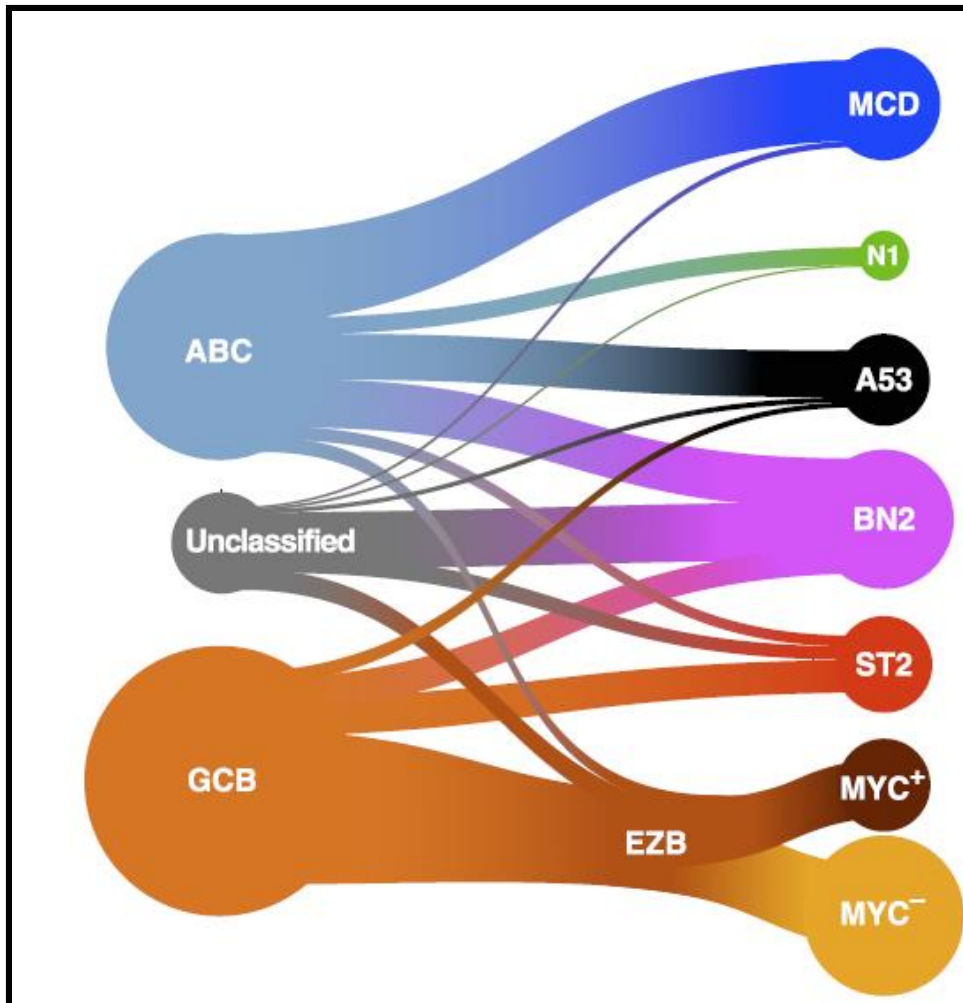 MCD
N1
ABC
A53
BN2
Unclassified
ST2
GCB
MYC⁺
EZB
MYC⁻